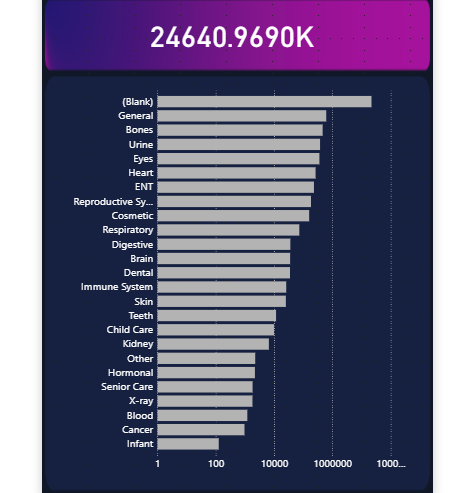 24640.9690K
(Blank)
General
Bones
Urine
Eyes
Heart
ENT
Reproductive Sy...
Cosmetic
Respiratory
Digestive
Brain
Dental
Immune System
Skin
Teeth
Child Care
Kidney
Other
Hormonal
Senior Care
X-ray
Blood
Cancer
Infant
1 100 10000 1000000 1000...